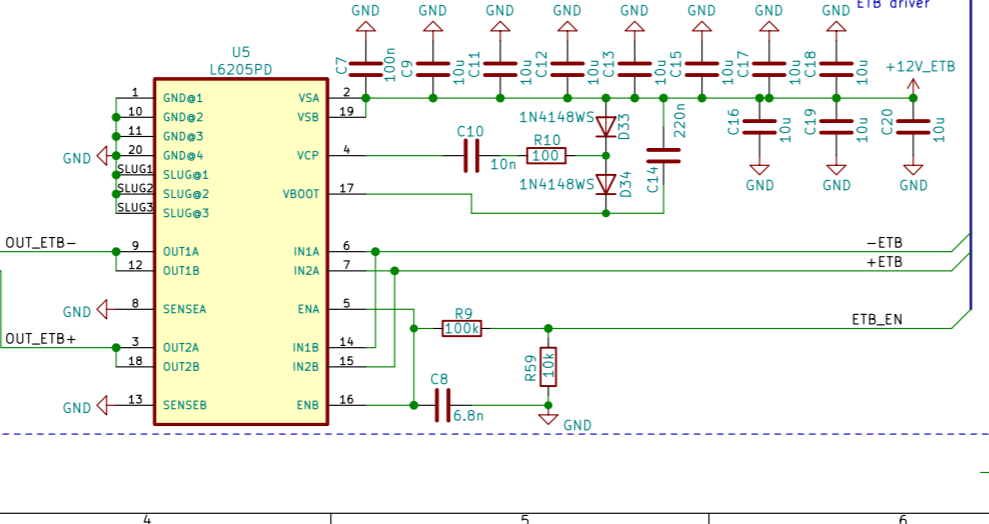 GND GND GND GND GND GND GND GND
ETB driver
U5
L6205PD
C7 100n C9 10u C11 10u C12 10u C13 10u C15 10u C17 10u C18 10u
+12V_ETB
1 GND@1 VSA 2
10 GND@2 VSB 19
11 GND@3
GND 20 GND@4 VCP 4
SLUG1 SLUG@1
SLUG2 SLUG@2 VBOOT 17
SLUG3 SLUG@3
C10 10n R10 100
1N4148WS D33
1N4148WS D34
220n C14
C16 10u C19 10u C20 10u
GND GND GND
OUT_ETB- 9 OUT1A IN1A 6 -ETB
12 OUT1B IN2A 7 +ETB
GND 8 SENSEA ENA 5
R9 100k ETB_EN
OUT_ETB+ 3 OUT2A IN1B 14
18 OUT2B IN2B 15
R59 10k
GND 13 SENSEB ENB 16
C8 6.8n GND
4 5 6